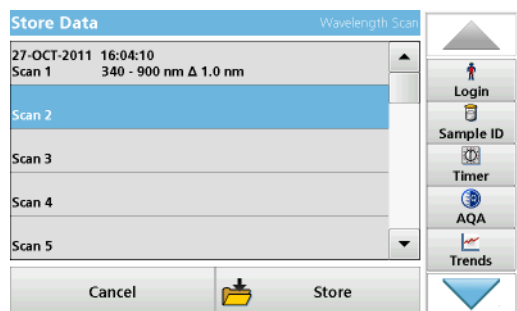 Store Data
Wavelength Scan
27-OCT-2011 16:04:10
Scan 1 340 - 900 nm Δ 1.0 nm
Scan 2
Scan 3
Scan 4
Scan 5
Cancel
Store
Login
Sample ID
Timer
AQA
Trends